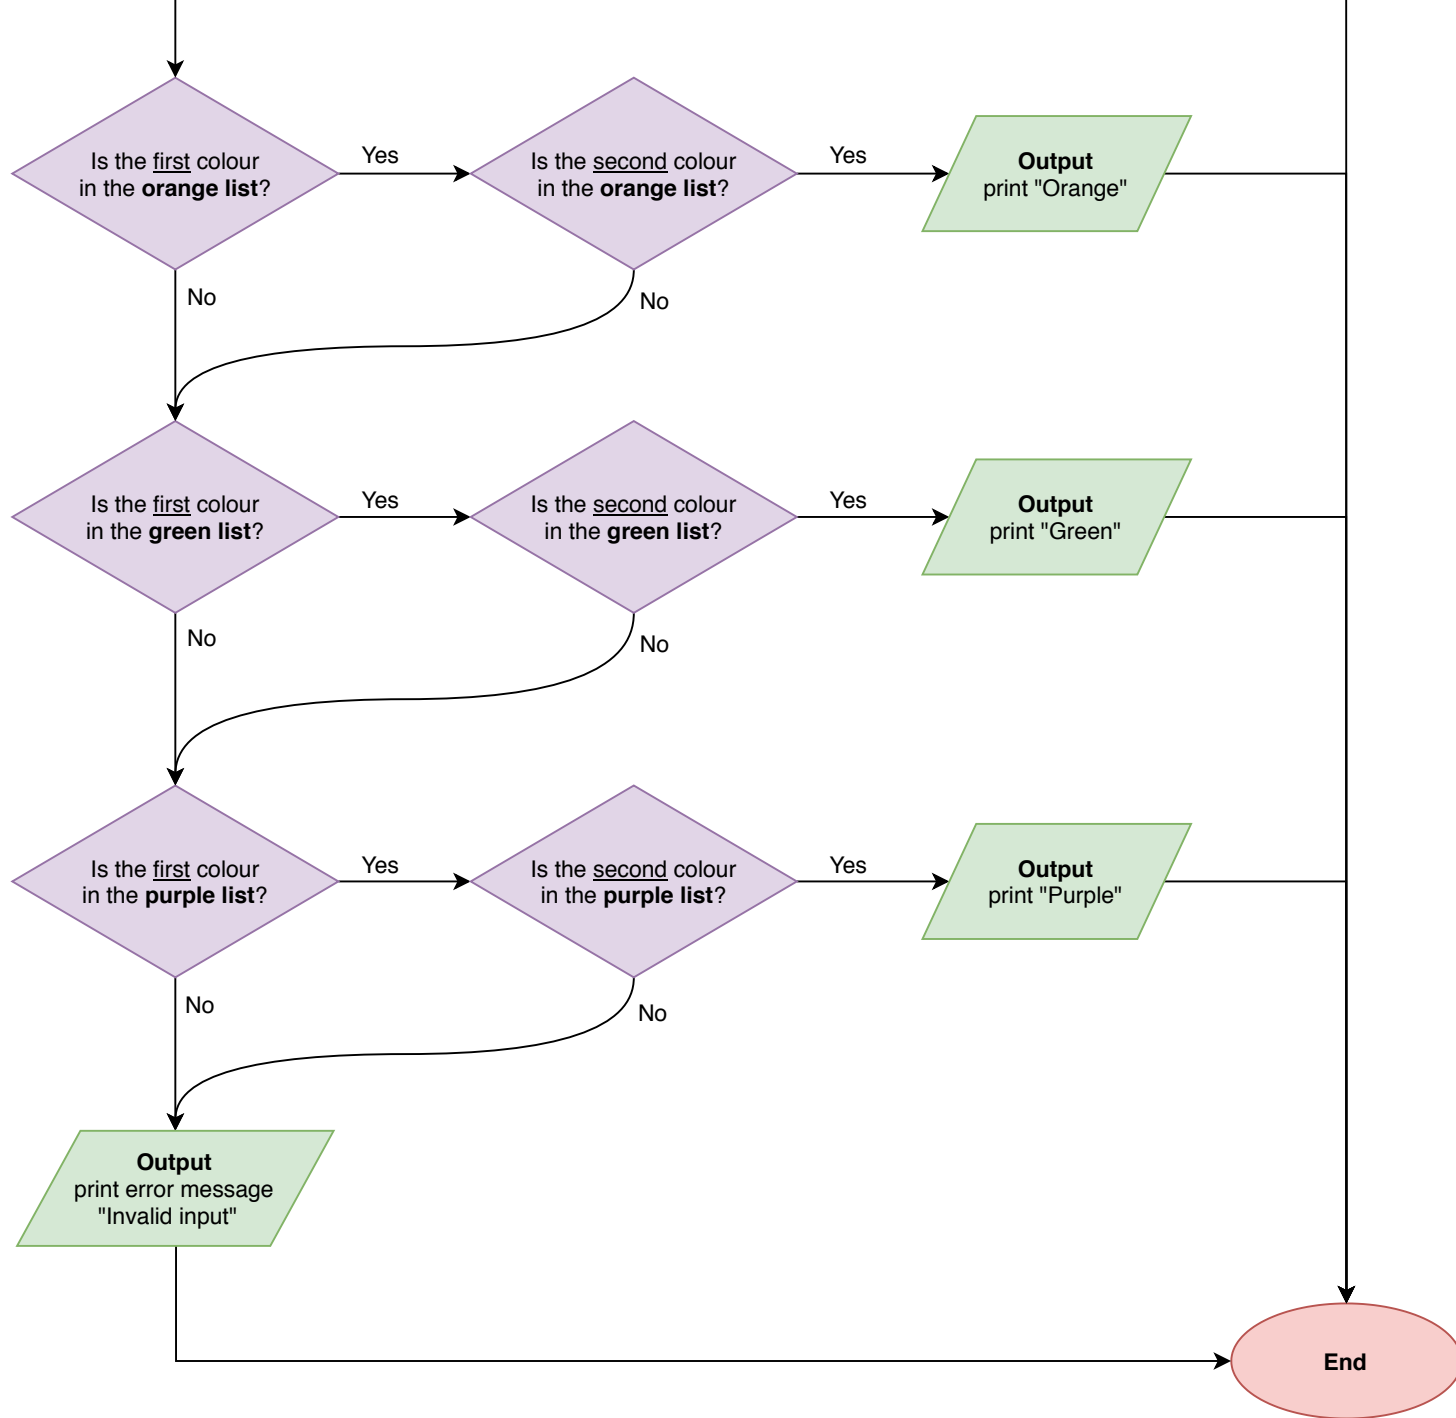 Is the first colour
in the orange list?
Yes
Is the second colour
in the orange list?
Yes
Output
print "Orange"
No
No
Is the first colour
in the green list?
Yes
Is the second colour
in the green list?
Yes
Output
print "Green"
No
No
Is the first colour
in the purple list?
Yes
Is the second colour
in the purple list?
Yes
Output
print "Purple"
No
No
Output
print error message
"Invalid input"
End